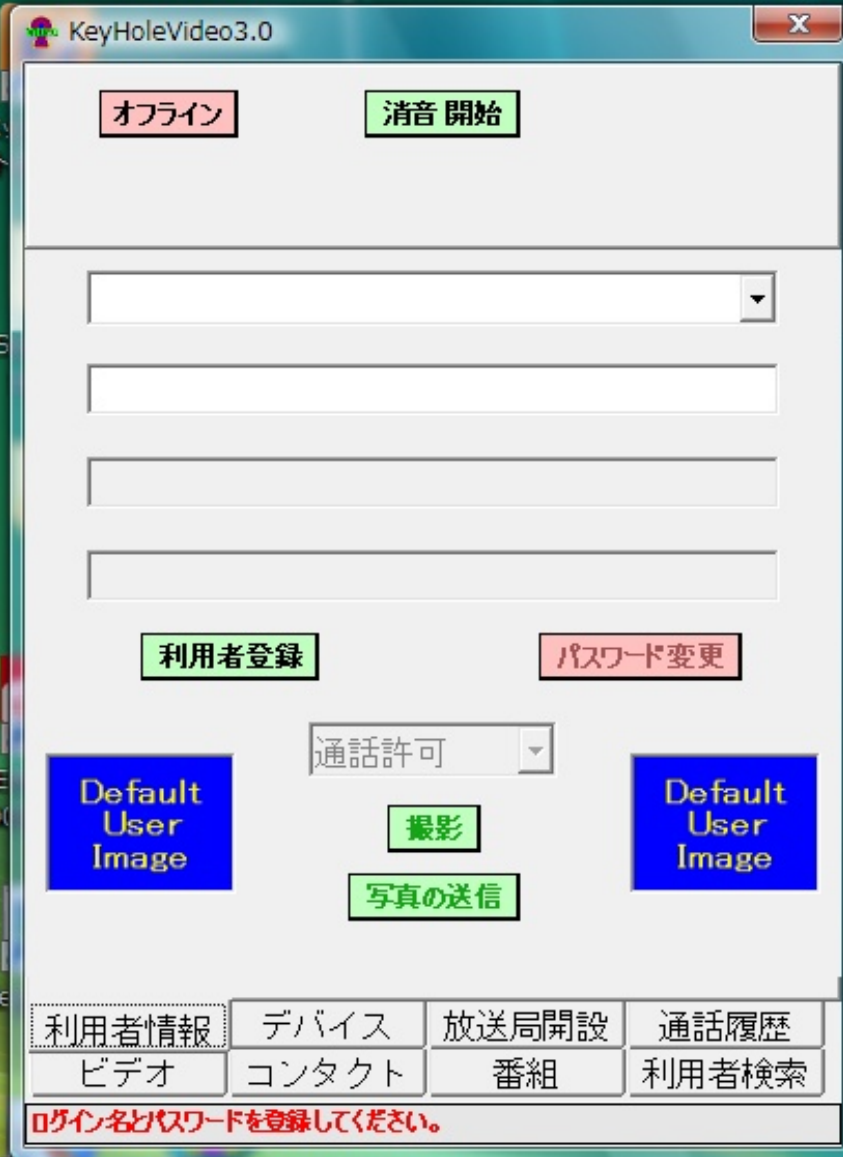 KeyHoleVideo3.0
オフライン
消音 開始
利用者登録
パスワード変更
通話許可
Default
User
Image
撮影
写真の送信
Default
User
Image
利用者情報
デバイス
放送局開設
通話履歴
ビデオ
コンタクト
番組
利用者検索
ログイン名とパスワードを登録してください。